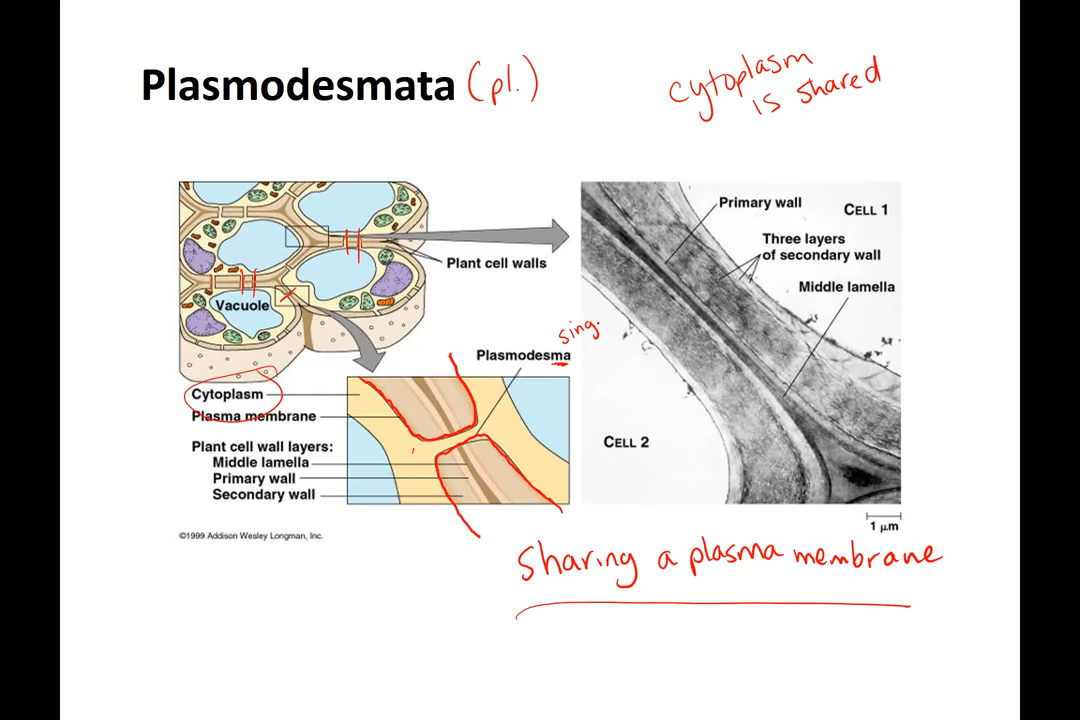 Plasmodesmata (pl.)
cytoplasm
is shared
Primary wall
CELL 1
Three layers
of secondary wall
Plant cell walls
Middle lamella
Vacuole
sing.
Plasmodesma
Cytoplasm
Plasma membrane
CELL 2
Plant cell wall layers:
Middle lamella
Primary wall
Secondary wall
1 µm
©1999 Addison Wesley Longman, Inc.
Sharing a plasma membrane